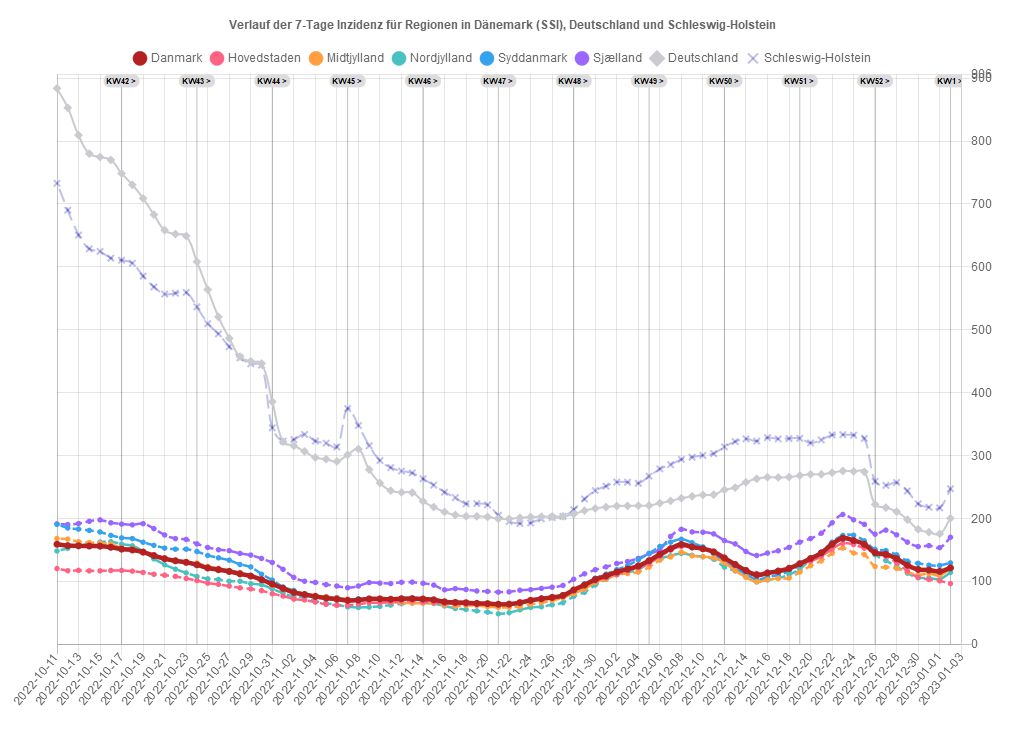 Verlauf der 7-Tage Inzidenz für Regionen in Dänemark (SSI), Deutschland und Schleswig-Holstein
Danmark Hovedstaden Midtjylland Nordjylland Syddanmark Sjælland Deutschland Schleswig-Holstein
KW42 > KW43 > KW44 > KW45 > KW46 > KW47 > KW48 > KW49 > KW50 > KW51 > KW52 > KW1 >
906
900
800
700
600
500
400
300
200
100
0
2022-10-11 2022-10-13 2022-10-15 2022-10-17 2022-10-19 2022-10-21 2022-10-23 2022-10-25 2022-10-27 2022-10-29 2022-10-31 2022-11-02 2022-11-04 2022-11-06 2022-11-08 2022-11-10 2022-11-12 2022-11-14 2022-11-16 2022-11-18 2022-11-20 2022-11-22 2022-11-24 2022-11-26 2022-11-28 2022-11-30 2022-12-02 2022-12-04 2022-12-06 2022-12-08 2022-12-10 2022-12-12 2022-12-14 2022-12-16 2022-12-18 2022-12-20 2022-12-22 2022-12-24 2022-12-26 2022-12-28 2022-12-30 2023-01-01 2023-01-03